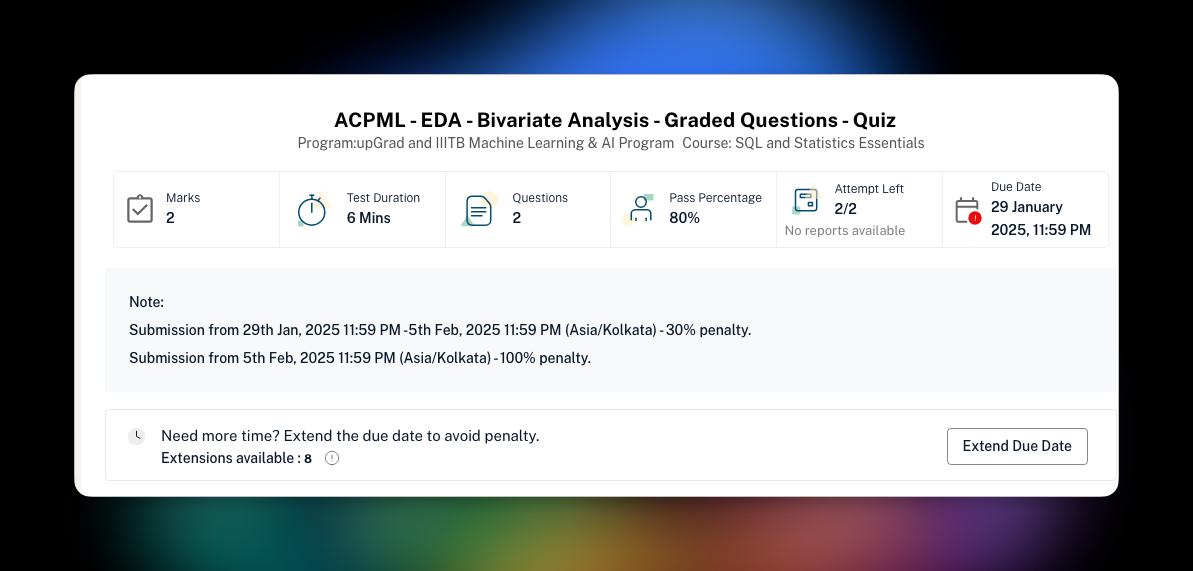 ACPML - EDA - Bivariate Analysis - Graded Questions - Quiz
Program:upGrad and IIITB Machine Learning & AI Program Course: SQL and Statistics Essentials
Marks
2
Test Duration
6 Mins
Questions
2
Pass Percentage
80%
Attempt Left
2/2
No reports available
Due Date
29 January
2025, 11:59 PM
Note:
Submission from 29th Jan, 2025 11:59 PM -5th Feb, 2025 11:59 PM (Asia/Kolkata) - 30% penalty.
Submission from 5th Feb, 2025 11:59 PM (Asia/Kolkata) - 100% penalty.
Need more time? Extend the due date to avoid penalty.
Extensions available : 8
Extend Due Date